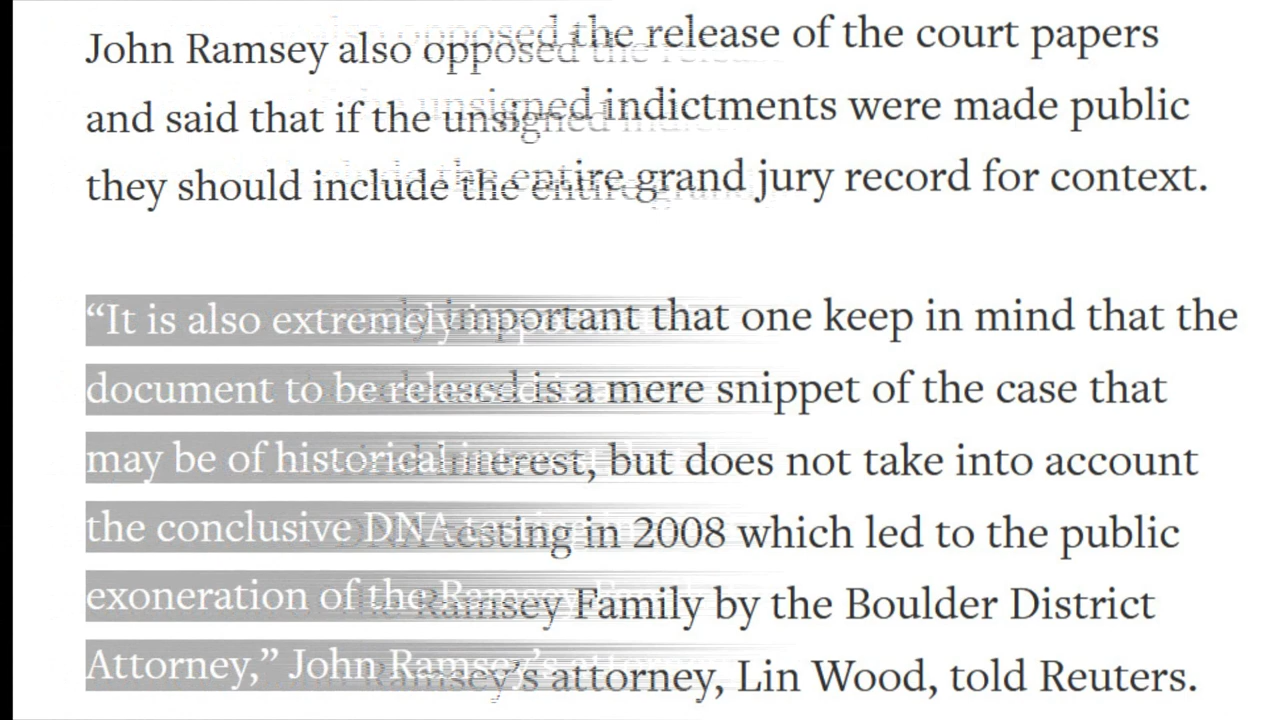 John Ramsey also opposed the release of the court papers
and said that if the unsigned indictments were made public
they should include the entire grand jury record for context.
“It is also extremely important that one keep in mind that the
document to be released is a mere snippet of the case that
may be of historical interest, but does not take into account
the conclusive DNA testing in 2008 which led to the public
exoneration of the Ramsey Family by the Boulder District
Attorney,” John Ramsey’s attorney, Lin Wood, told Reuters.